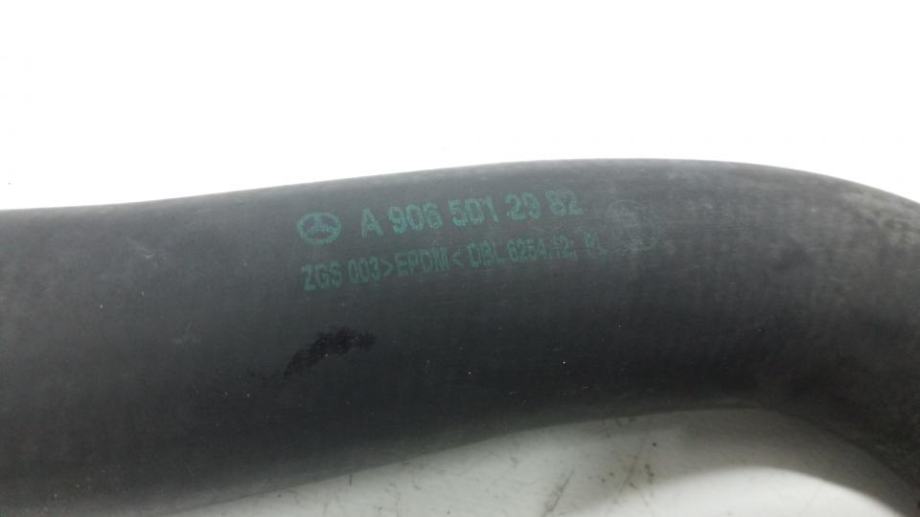 A 906 501 29 82
ZGS 003 >EPDM< DBL 6254.12;